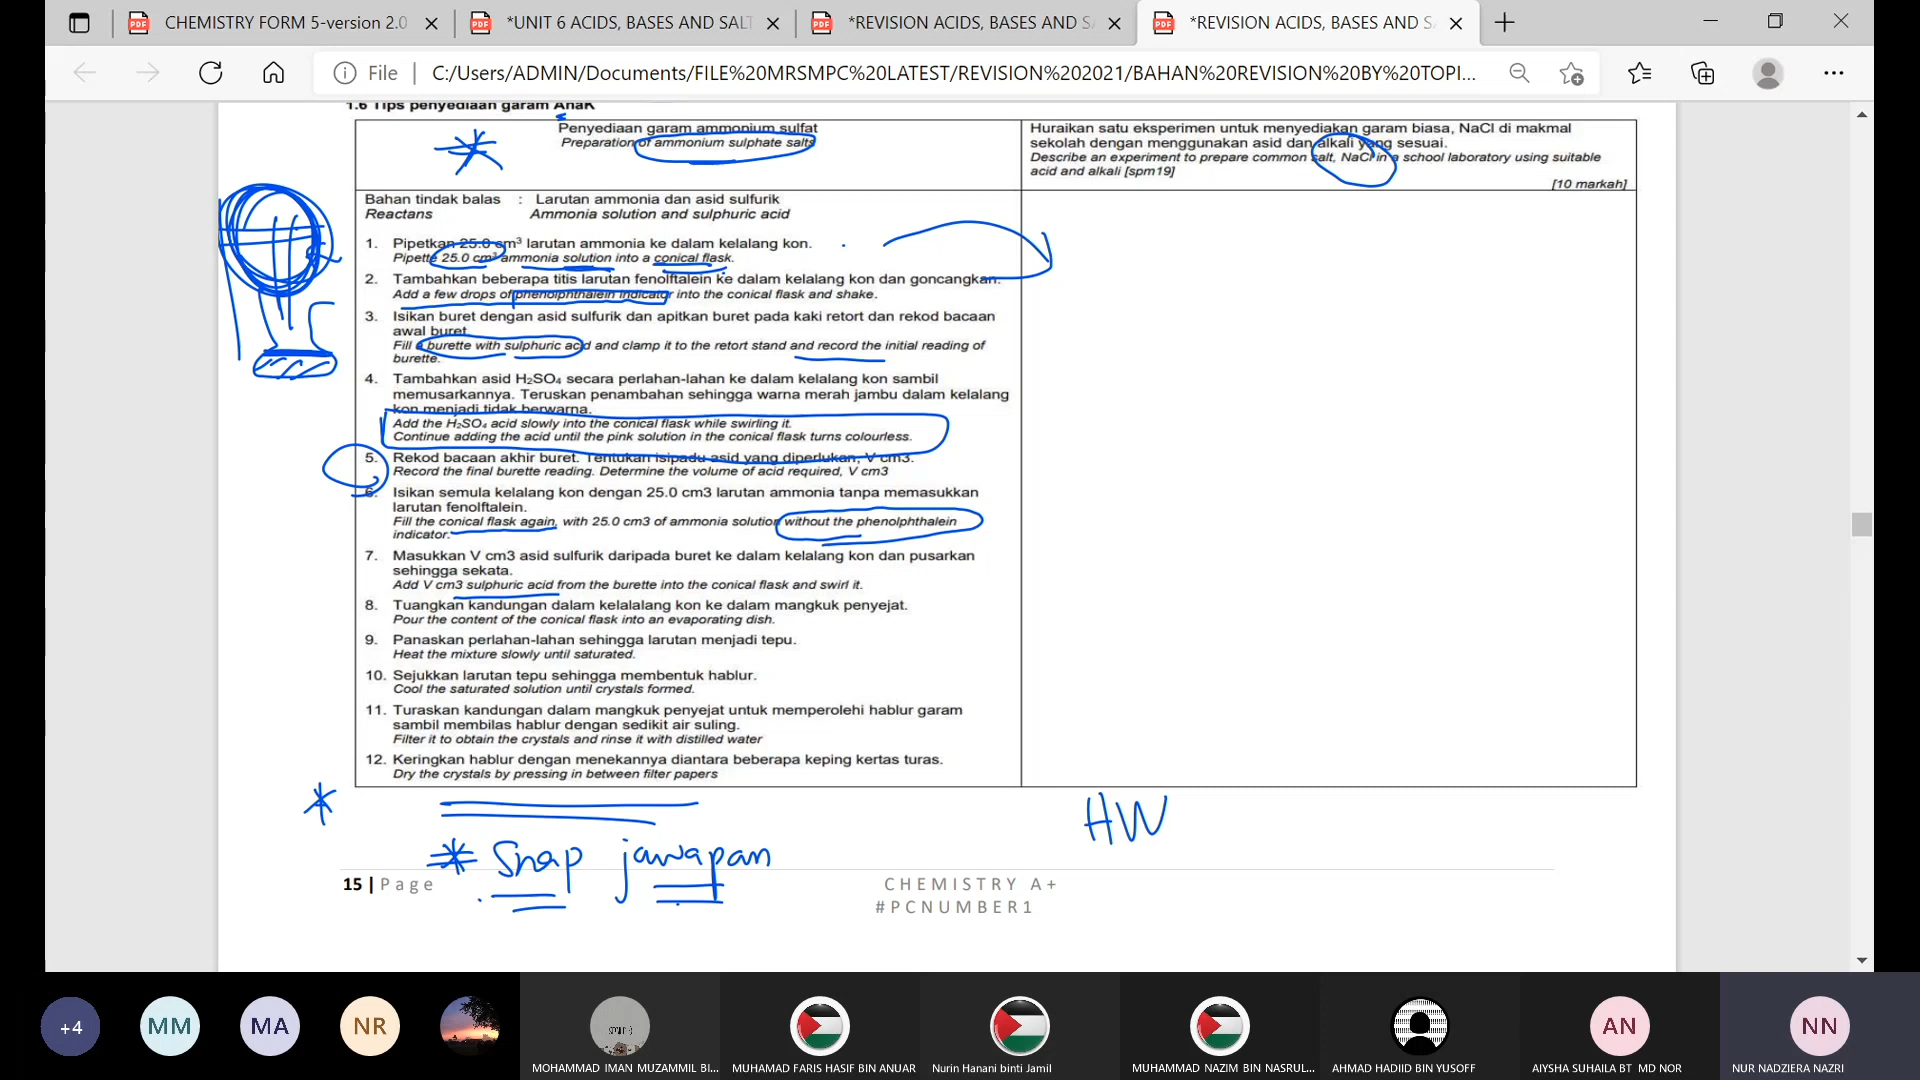 CHEMISTRY FORM 5-version 2.0
*UNIT 6 ACIDS, BASES AND SALT
*REVISION ACIDS, BASES AND SA
*REVISION ACIDS, BASES AND SA
File
C:/Users/ADMIN/Documents/FILE%20MRSMPC%20LATEST/REVISION%202021/BAHAN%20REVISION%20BY%20TOPI...
1.6 Tips penyediaan garam AnaK
Penyediaan garam ammonium sulfat
Preparation of ammonium sulphate salts
Huraikan satu eksperimen untuk menyediakan garam biasa, NaCl di makmal
sekolah dengan menggunakan asid dan alkali yang sesuai.
Describe an experiment to prepare common salt, NaCl in a school laboratory using suitable
acid and alkali [spm19]
[10 markah]
Bahan tindak balas : Larutan ammonia dan asid sulfurik
Reactans Ammonia solution and sulphuric acid
1. Pipetkan 25.0 cm³ larutan ammonia ke dalam kelalang kon.
Pipette 25.0 cm³ ammonia solution into a conical flask.
2. Tambahkan beberapa titis larutan fenolftalein ke dalam kelalang kon dan goncangkan.
Add a few drops of phenolphthalein indicator into the conical flask and shake.
3. Isikan buret dengan asid sulfurik dan apitkan buret pada kaki retort dan rekod bacaan
awal buret
Fill a burette with sulphuric acid and clamp it to the retort stand and record the initial reading of
burette.
4. Tambahkan asid H₂SO₄ secara perlahan-lahan ke dalam kelalang kon sambil
memusarkannya. Teruskan penambahan sehingga warna merah jambu dalam kelalang
kon menjadi tidak berwarna.
Add the H₂SO₄ acid slowly into the conical flask while swirling it.
Continue adding the acid until the pink solution in the conical flask turns colourless.
5. Rekod bacaan akhir buret. Tentukan isipadu asid yang diperlukan, V cm3.
Record the final burette reading. Determine the volume of acid required, V cm3
6. Isikan semula kelalang kon dengan 25.0 cm3 larutan ammonia tanpa memasukkan
larutan fenolftalein.
Fill the conical flask again, with 25.0 cm3 of ammonia solution without the phenolphthalein
indicator.
7. Masukkan V cm3 asid sulfurik daripada buret ke dalam kelalang kon dan pusarkan
sehingga sekata.
Add V cm3 sulphuric acid from the burette into the conical flask and swirl it.
8. Tuangkan kandungan dalam kelalalang kon ke dalam mangkuk penyejat.
Pour the content of the conical flask into an evaporating dish.
9. Panaskan perlahan-lahan sehingga larutan menjadi tepu.
Heat the mixture slowly until saturated.
10. Sejukkan larutan tepu sehingga membentuk hablur.
Cool the saturated solution until crystals formed.
11. Turaskan kandungan dalam mangkuk penyejat untuk memperolehi hablur garam
sambil membilas hablur dengan sedikit air suling.
Filter it to obtain the crystals and rinse it with distilled water
12. Keringkan hablur dengan menekannya diantara beberapa keping kertas turas.
Dry the crystals by pressing in between filter papers
HW
* Snap jawapan
15 | Page
CHEMISTRY A+
#PCNUMBER1
+4
MM
MA
NR
AN
NN
MOHAMMAD IMAN MUZAMMIL BI...
MUHAMAD FARIS HASIF BIN ANUAR
Nurin Hanani binti Jamil
MUHAMMAD NAZIM BIN NASRUL...
AHMAD HADIID BIN YUSOFF
AIYSHA SUHAILA BT MD NOR
NUR NADZIERA NAZRI